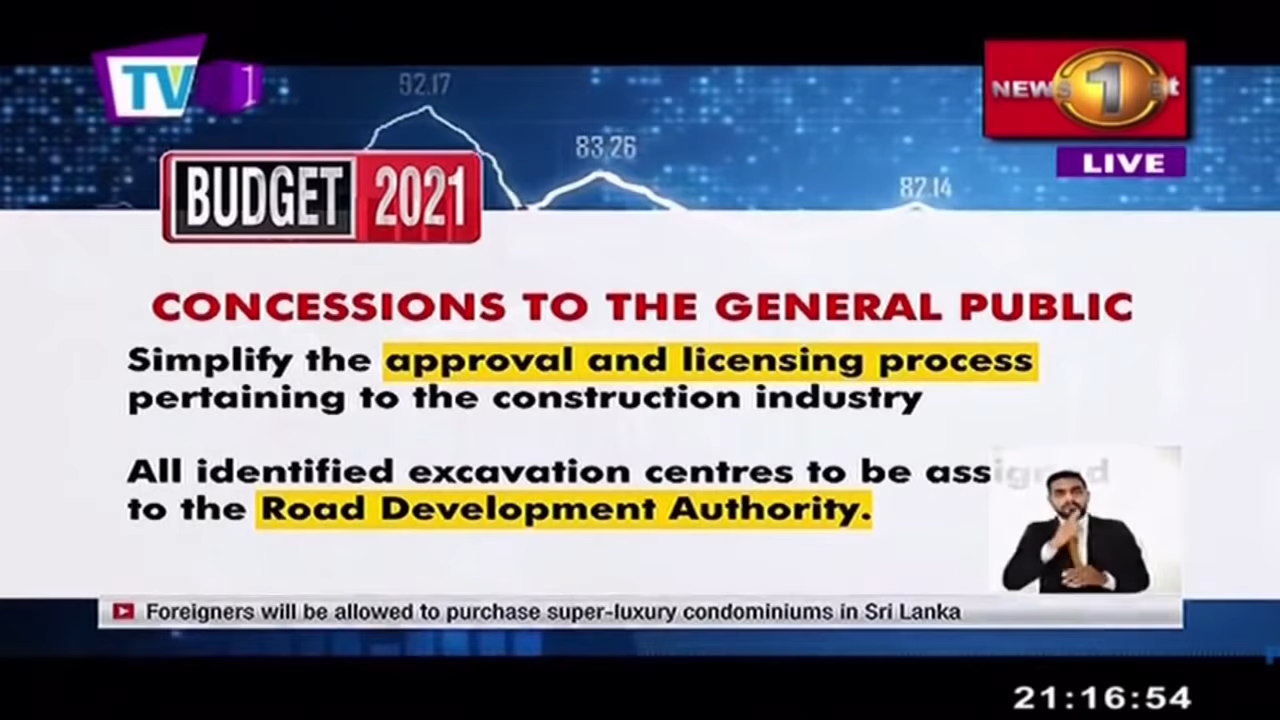 TV 1
NEWS 1st
LIVE
92.17
83.26
82.14
BUDGET 2021
CONCESSIONS TO THE GENERAL PUBLIC
Simplify the approval and licensing process
pertaining to the construction industry
All identified excavation centres to be assigned
to the Road Development Authority.
Foreigners will be allowed to purchase super-luxury condominiums in Sri Lanka
21:16:54